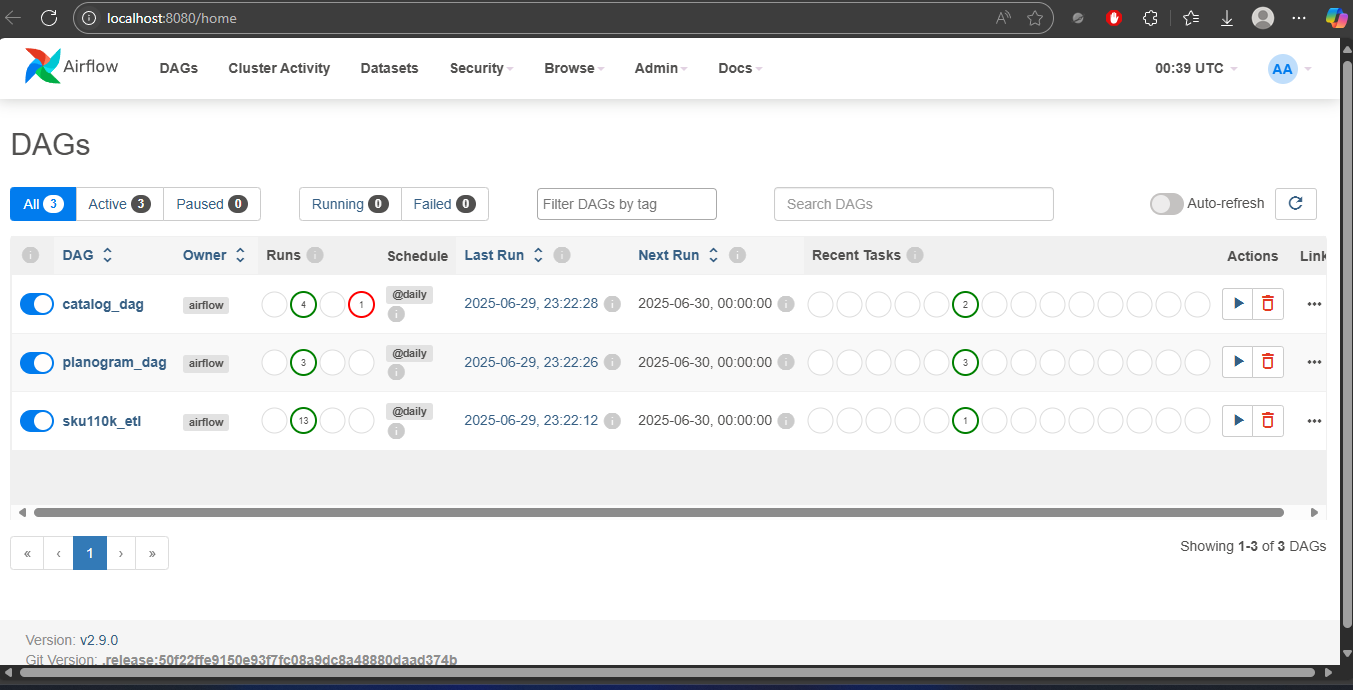 localhost:8080/home
Airflow DAGs Cluster Activity Datasets Security Browse Admin Docs 00:39 UTC AA
DAGs
All 3 Active 3 Paused 0 Running 0 Failed 0 Filter DAGs by tag Search DAGs Auto-refresh
DAG Owner Runs Schedule Last Run Next Run Recent Tasks Actions Link
catalog_dag airflow 4 1 @daily 2025-06-29, 23:22:28 2025-06-30, 00:00:00 2
planogram_dag airflow 3 @daily 2025-06-29, 23:22:26 2025-06-30, 00:00:00 3
sku110k_etl airflow 13 @daily 2025-06-29, 23:22:12 2025-06-30, 00:00:00 1
« ‹ 1 › » Showing 1-3 of 3 DAGs
Version: v2.9.0
Git Version: .release:50f22ffe9150e93f7fc08a9dc8a48880daad374b